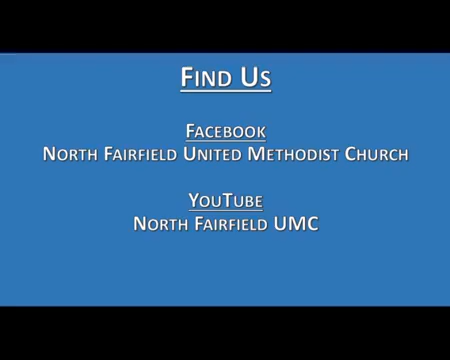 Find Us
Facebook
North Fairfield United Methodist Church
YouTube
North Fairfield UMC